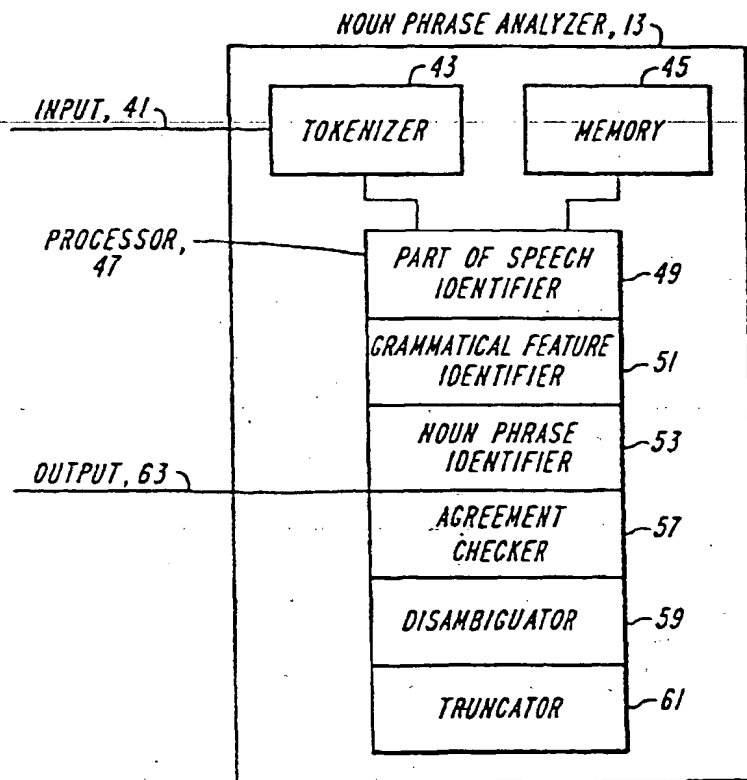 NOUN PHRASE ANALYZER, 13
43
45
INPUT, 41
TOKENIZER
MEMORY
PROCESSOR,
47
PART OF SPEECH
IDENTIFIER
49
GRAMMATICAL FEATURE
IDENTIFIER
51
NOUN PHRASE
IDENTIFIER
53
OUTPUT, 63
AGREEMENT
CHECKER
57
DISAMBIGUATOR
59
TRUNCATOR
61